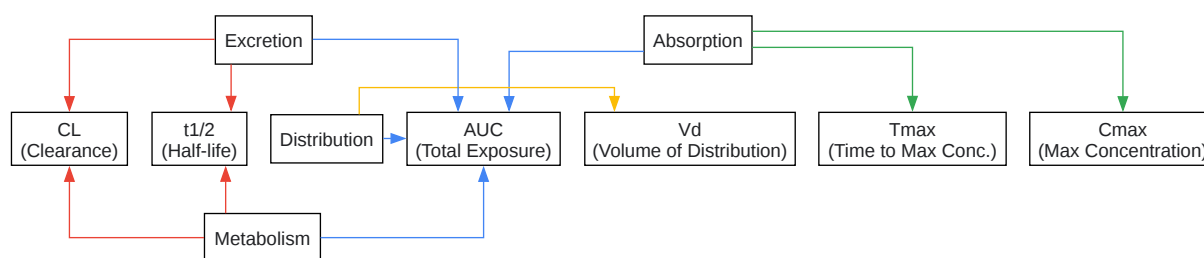 Excretion
Absorption
CL
(Clearance)
t1/2
(Half-life)
Distribution
AUC
(Total Exposure)
Vd
(Volume of Distribution)
Tmax
(Time to Max Conc.)
Cmax
(Max Concentration)
Metabolism